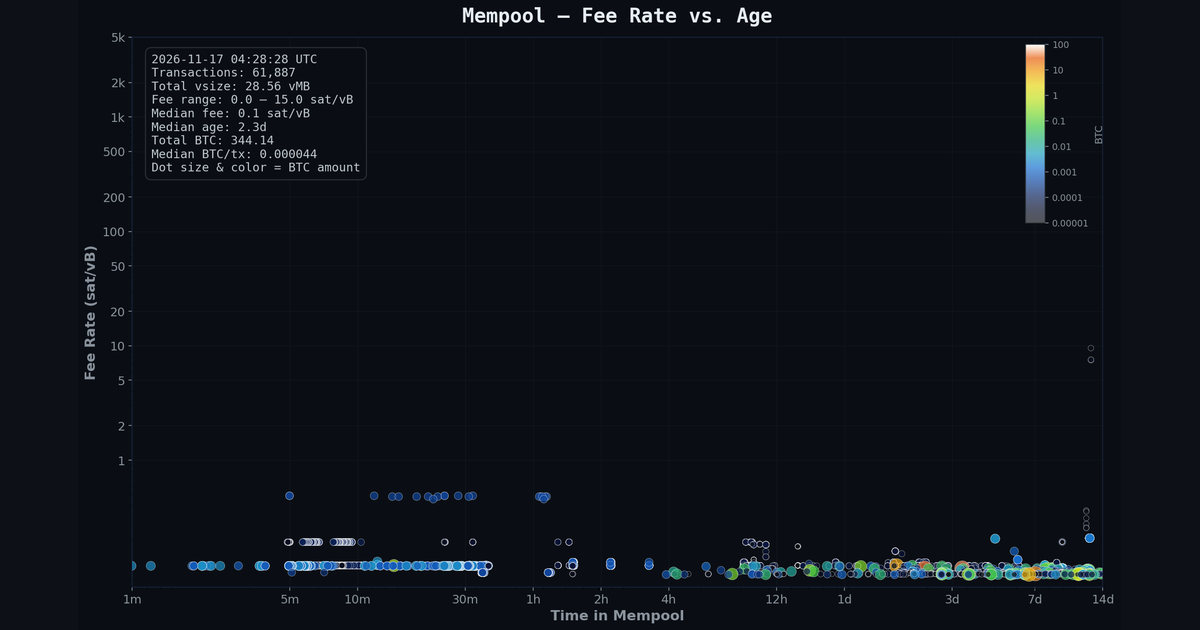 Mempool — Fee Rate vs. Age
2026-11-17 04:28:28 UTC
Transactions: 61,887
Total vsize: 28.56 vMB
Fee range: 0.0 — 15.0 sat/vB
Median fee: 0.1 sat/vB
Median age: 2.3d
Total BTC: 344.14
Median BTC/tx: 0.000044
Dot size & color = BTC amount
5k
2k
1k
500
200
100
50
20
10
5
2
1
Fee Rate (sat/vB)
100
10
1
0.1
0.01
0.001
0.0001
0.00001
BTC
1m 5m 10m 30m 1h 2h 4h 12h 1d 3d 7d 14d
Time in Mempool